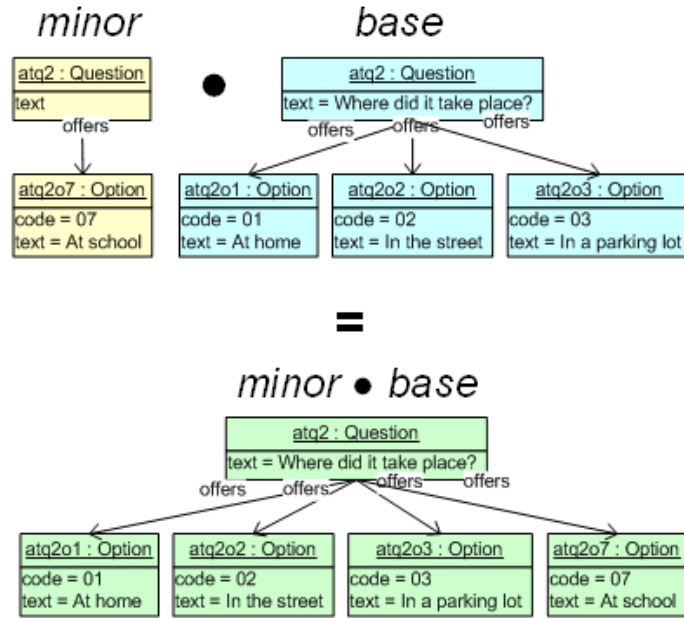 minor
base
atq2 : Question
text
offers
atq2o7 : Option
code = 07
text = At school
●
atq2 : Question
text = Where did it take place?
offers
offers
offers
atq2o1 : Option
code = 01
text = At home
atq2o2 : Option
code = 02
text = In the street
atq2o3 : Option
code = 03
text = In a parking lot
=
minor ● base
atq2 : Question
text = Where did it take place?
offers
offers
offers
offers
atq2o1 : Option
code = 01
text = At home
atq2o2 : Option
code = 02
text = In the street
atq2o3 : Option
code = 03
text = In a parking lot
atq2o7 : Option
code = 07
text = At school